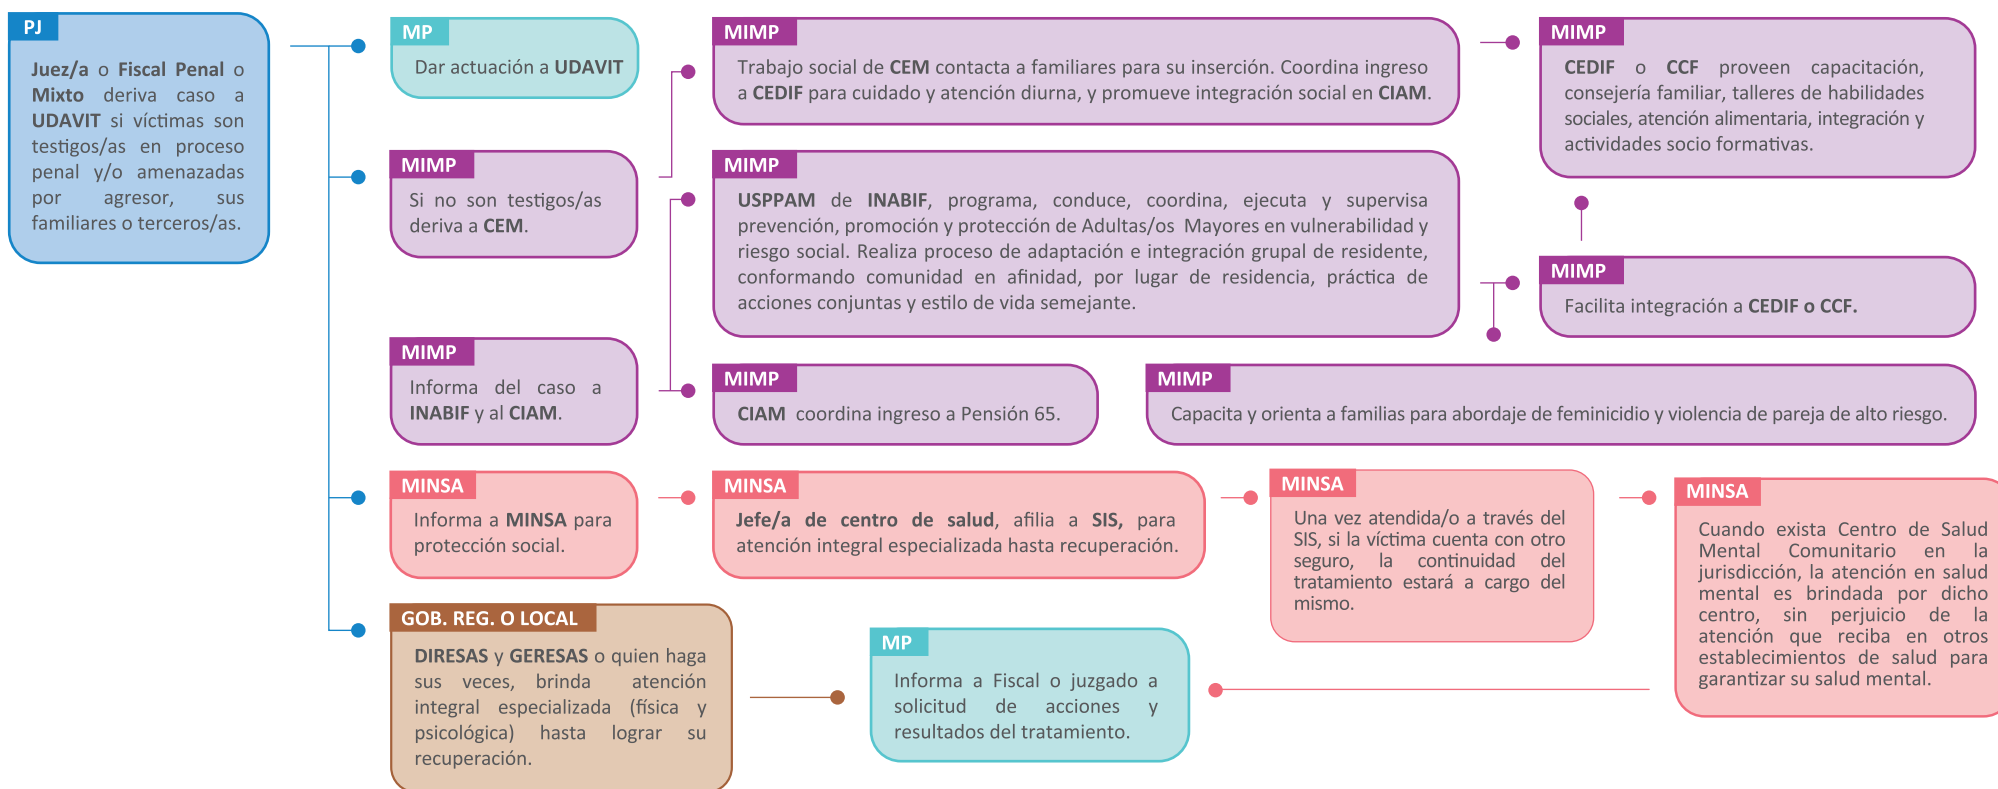 PJ
Juez/a o Fiscal Penal o
Mixto deriva caso a
UDAVIT si víctimas son
testigos/as en proceso
penal y/o amenazadas
por agresor, sus
familiares o terceros/as.
MP
Dar actuación a UDAVIT
MIMP
Si no son testigos/as
deriva a CEM.
MIMP
Trabajo social de CEM contacta a familiares para su inserción. Coordina ingreso
a CEDIF para cuidado y atención diurna, y promueve integración social en CIAM.
MIMP
CEDIF o CCF proveen capacitación,
consejería familiar, talleres de habilidades
sociales, atención alimentaria, integración y
actividades socio formativas.
MIMP
USPPAM de INABIF, programa, conduce, coordina, ejecuta y supervisa
prevención, promoción y protección de Adultas/os Mayores en vulnerabilidad y
riesgo social. Realiza proceso de adaptación e integración grupal de residente,
conformando comunidad en afinidad, por lugar de residencia, práctica de
acciones conjuntas y estilo de vida semejante.
MIMP
Facilita integración a CEDIF o CCF.
MIMP
Informa del caso a
INABIF y al CIAM.
MIMP
CIAM coordina ingreso a Pensión 65.
MIMP
Capacita y orienta a familias para abordaje de feminicidio y violencia de pareja de alto riesgo.
MINSA
Informa a MINSA para
protección social.
MINSA
Jefe/a de centro de salud, afilia a SIS, para
atención integral especializada hasta recuperación.
MINSA
Una vez atendida/o a través del
SIS, si la víctima cuenta con otro
seguro, la continuidad del
tratamiento estará a cargo del
mismo.
MINSA
Cuando exista Centro de Salud
Mental Comunitario en la
jurisdicción, la atención en salud
mental es brindada por dicho
centro, sin perjuicio de la
atención que reciba en otros
establecimientos de salud para
garantizar su salud mental.
GOB. REG. O LOCAL
DIRESAS y GERESAS o quien haga
sus veces, brinda atención
integral especializada (física y
psicológica) hasta lograr su
recuperación.
MP
Informa a Fiscal o juzgado a
solicitud de acciones y
resultados del tratamiento.